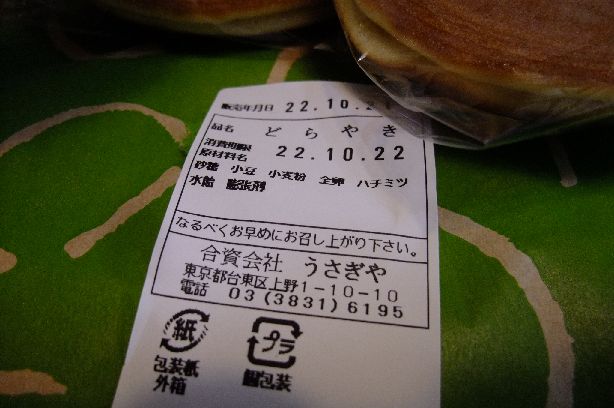 販売年月日 22.10.21
品名 どらやき
消費期限 22.10.22
原材料名
砂糖 小豆 小麦粉 全卵 ハチミツ
水飴 膨張剤
なるべくお早めにお召し上がり下さい。
合資会社 うさぎや
東京都台東区上野1-10-10
電話 03(3831)6195
紙 プラ
包装紙 個包装
外箱